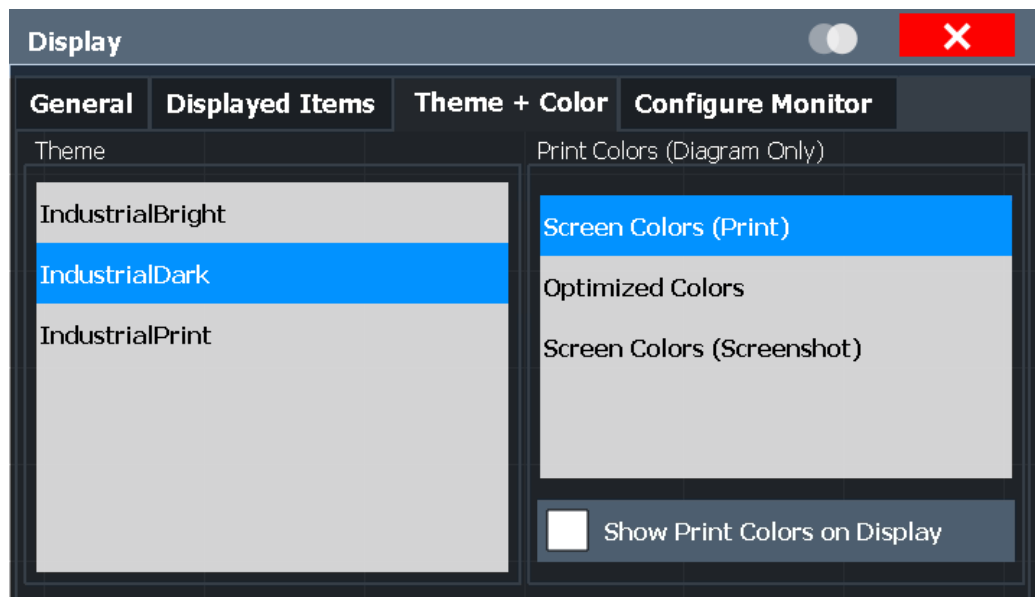 Display
General Displayed Items Theme + Color Configure Monitor
Theme
IndustrialBright
IndustrialDark
IndustrialPrint
Print Colors (Diagram Only)
Screen Colors (Print)
Optimized Colors
Screen Colors (Screenshot)
Show Print Colors on Display